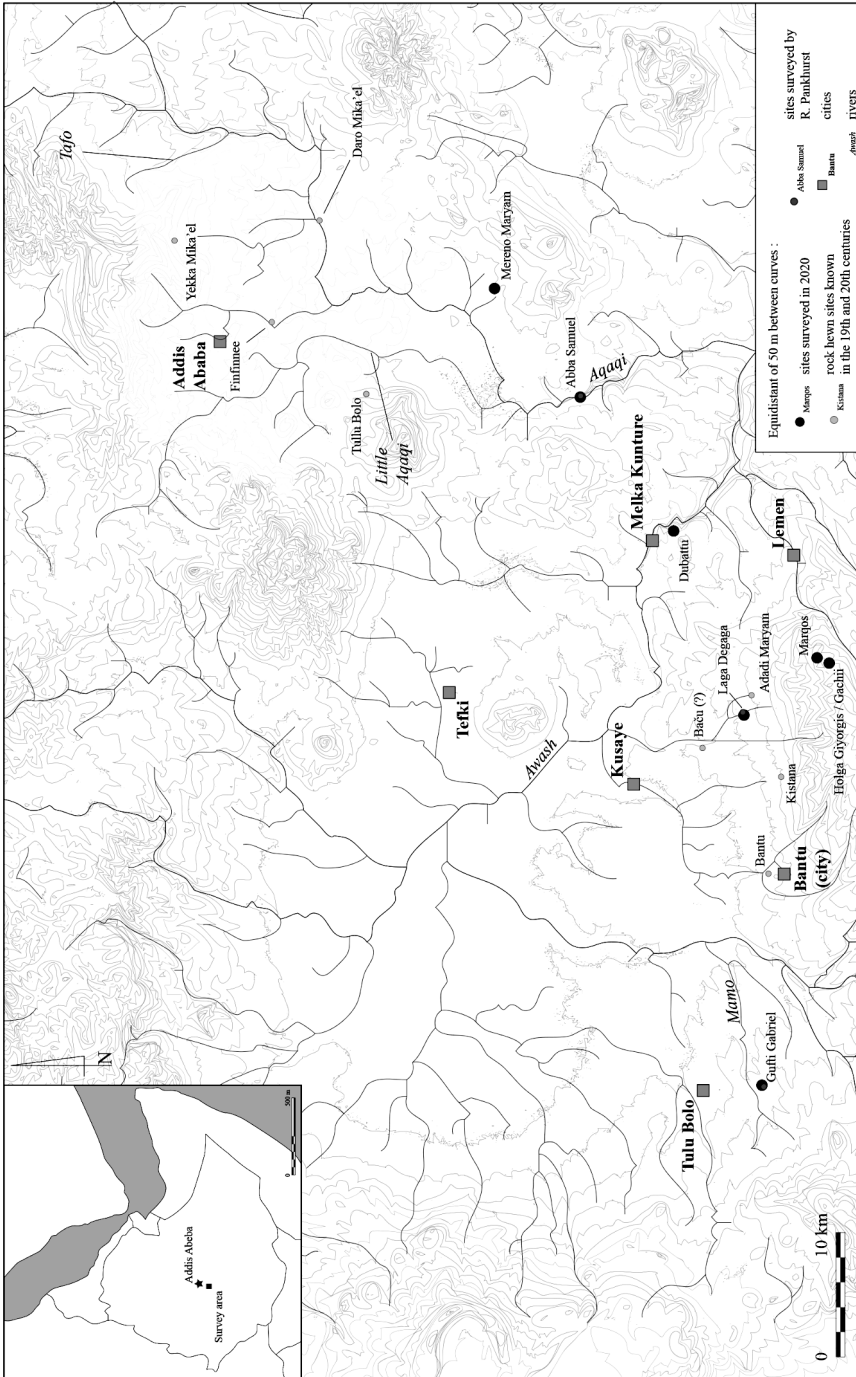 Addis Abeba
Survey area
0 500 m
N
Tafo
Yekka Mika'el
Daro Mika'el
Addis
Ababa
Finfinnee
Mereno Maryam
Tullu Bolo
Little
Aqaqi
Abba Samuel
Aqaqi
Melka Kunture
Dubattu
Lemen
Tefki
Awash
Kusaye
Laga Degaga
Adadi Maryam
Marqos
Holga Giyorgis / Gachii
Baču (?)
Kistana
Bantu
Bantu
(city)
Mamo
Gufti Gabriel
Tulu Bolo
0 10 km
Equidistant of 50 m between curves :
Marqos sites surveyed in 2020
Kistana rock hewn sites known
in the 19th and 20th centuries
Abba Samuel sites surveyed by
R. Pankhurst
Bantu cities
Awash rivers